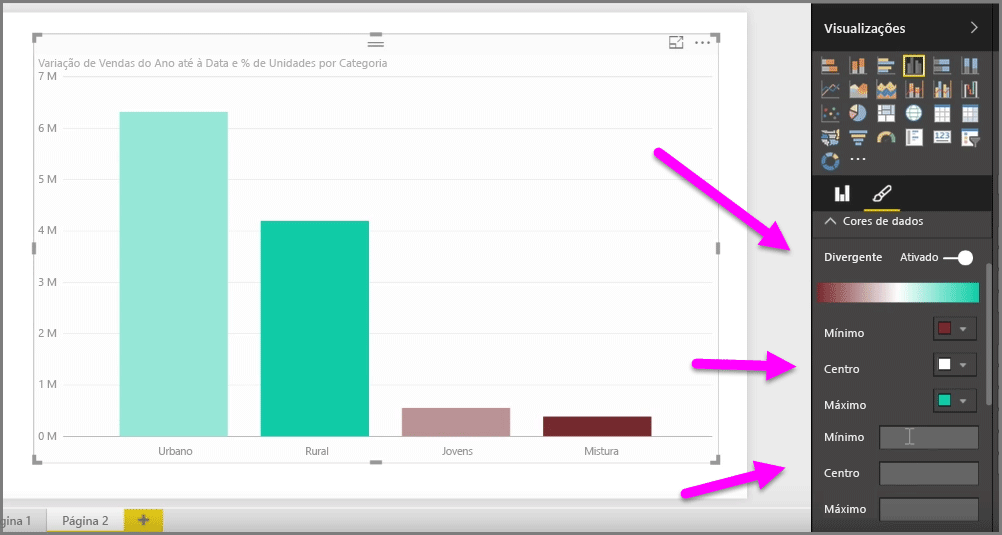 Variação de Vendas do Ano até à Data e % de Unidades por Categoria
7 M
6 M
5 M
4 M
3 M
2 M
1 M
0 M
Urbano Rural Jovens Mistura
gina 1 Página 2 +
Visualizações
123
Cores de dados
Divergente Ativado
Mínimo
Centro
Máximo
Mínimo
Centro
Máximo